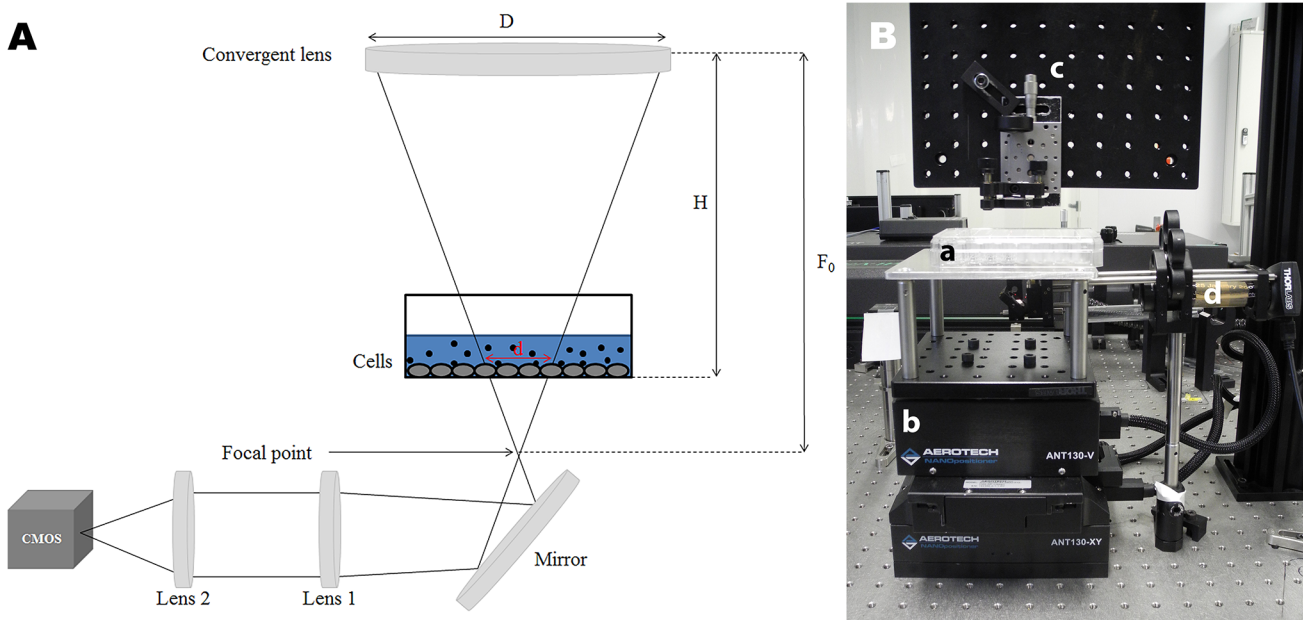 A
D
Convergent lens
H
F0
d
Cells
Focal point
CMOS
Mirror
Lens 2
Lens 1
B
c
a
d
THORLABS
b
AEROTECH
NANOpositioner
ANT130-V
AEROTECH
NANOpositioner
ANT130-XY